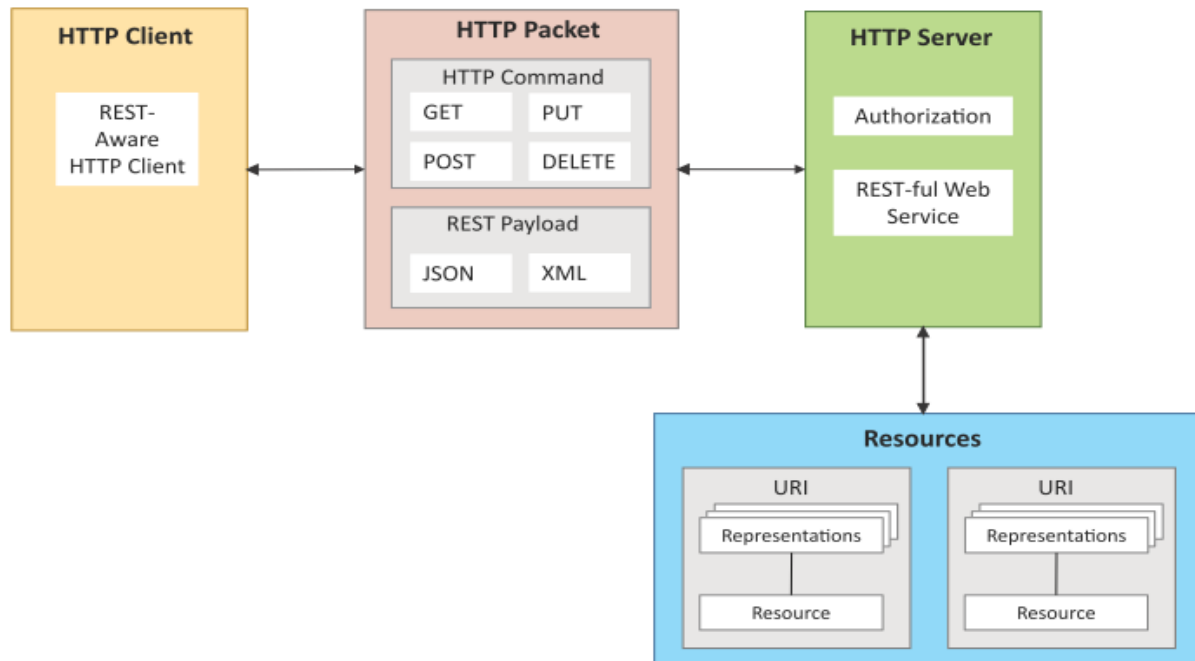 HTTP Client
REST-
Aware
HTTP Client
HTTP Packet
HTTP Command
GET
PUT
POST
DELETE
REST Payload
JSON
XML
HTTP Server
Authorization
REST-ful Web
Service
Resources
URI
Representations
Resource
URI
Representations
Resource